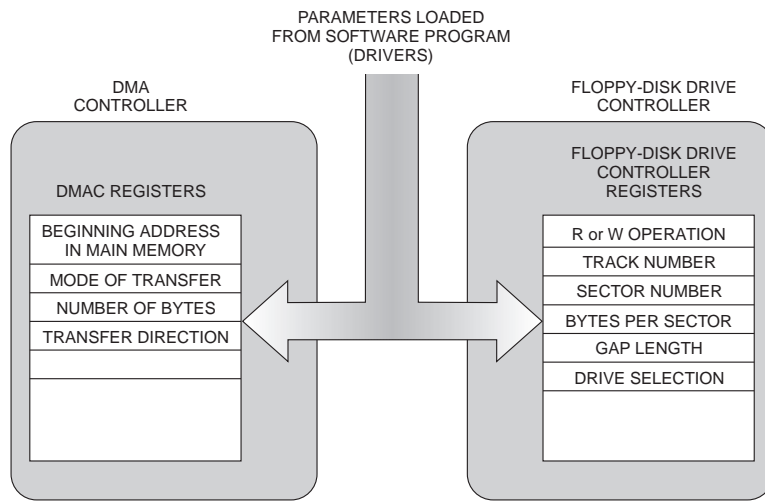 PARAMETERS LOADED
FROM SOFTWARE PROGRAM
(DRIVERS)
DMA
CONTROLLER
DMAC REGISTERS
BEGINNING ADDRESS
IN MAIN MEMORY
MODE OF TRANSFER
NUMBER OF BYTES
TRANSFER DIRECTION
FLOPPY-DISK DRIVE
CONTROLLER
FLOPPY-DISK DRIVE
CONTROLLER
REGISTERS
R or W OPERATION
TRACK NUMBER
SECTOR NUMBER
BYTES PER SECTOR
GAP LENGTH
DRIVE SELECTION